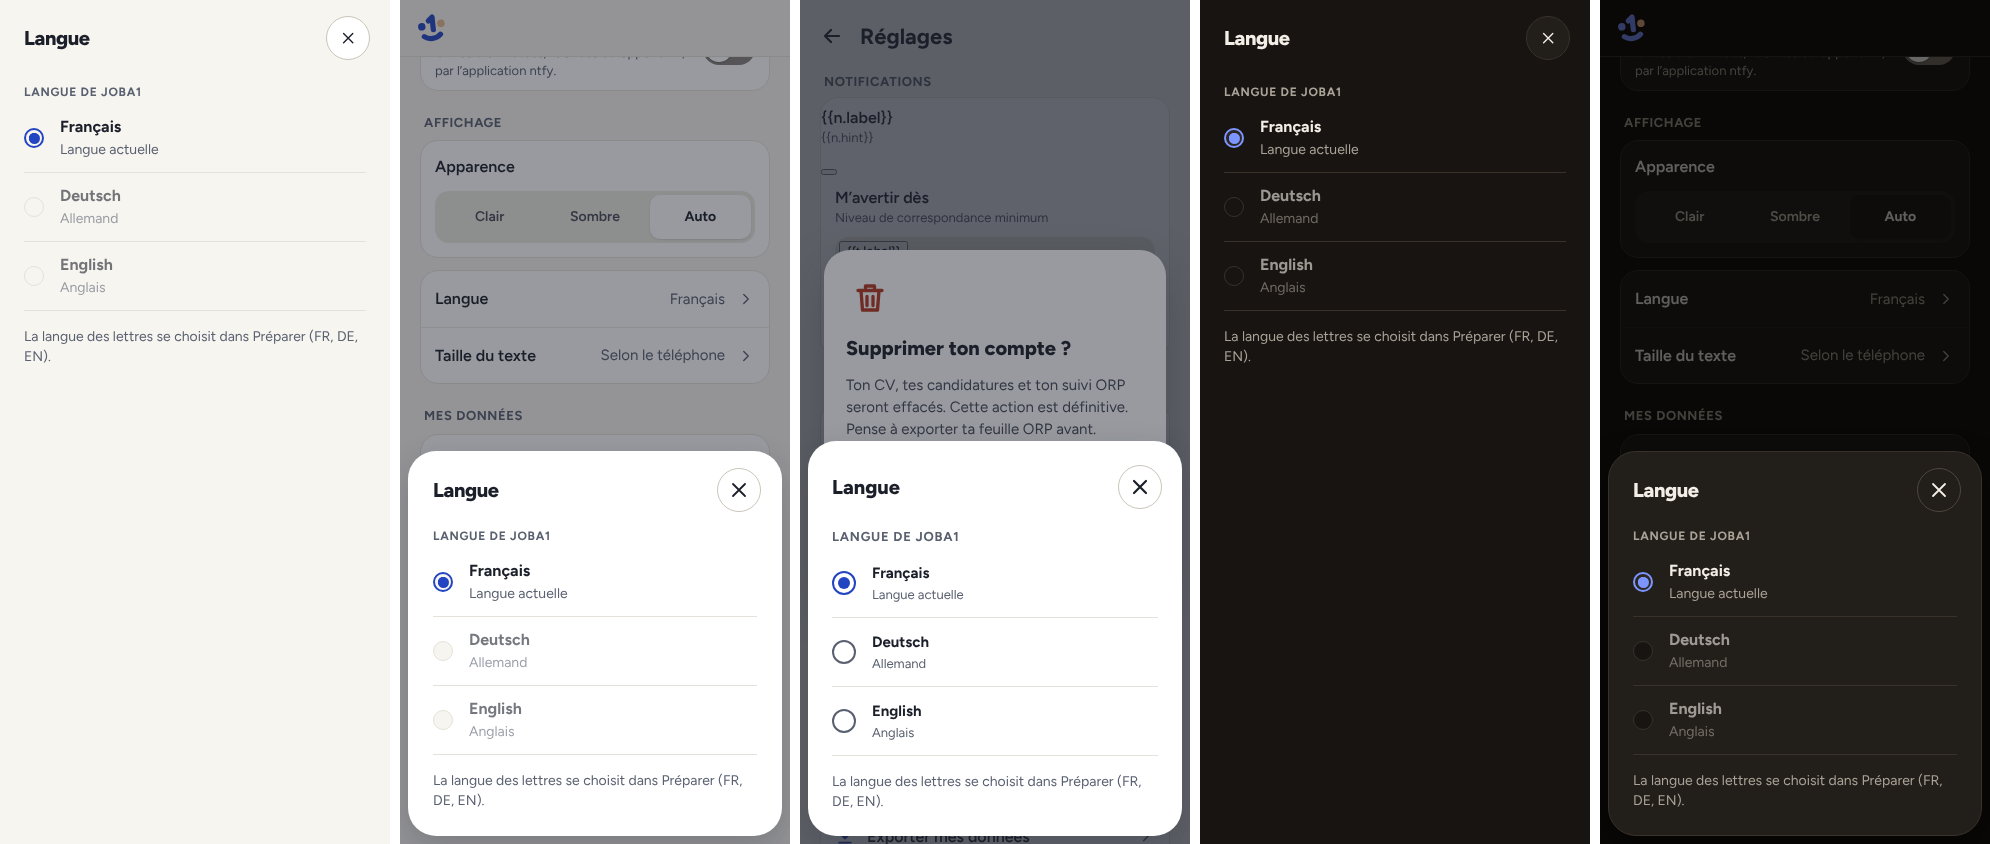 Langue
LANGUE DE JOBA1
Français
Langue actuelle
Deutsch
Allemand
English
Anglais
La langue des lettres se choisit dans Préparer (FR, DE,
EN).
par l'application ntfy.
AFFICHAGE
Apparence
Clair Sombre Auto
Langue Français
Taille du texte Selon le téléphone
MES DONNÉES
Langue
LANGUE DE JOBA1
Français
Langue actuelle
Deutsch
Allemand
English
Anglais
La langue des lettres se choisit dans Préparer (FR,
DE, EN).
Réglages
NOTIFICATIONS
{{n.label}}
{{n.hint}}
M'avertir dès
Niveau de correspondance minimum
Supprimer ton compte ?
Ton CV, tes candidatures et ton suivi ORP
seront effacés. Cette action est définitive.
Pense à exporter ta feuille ORP avant.
Langue
LANGUE DE JOBA1
Français
Langue actuelle
Deutsch
Allemand
English
Anglais
La langue des lettres se choisit dans Préparer (FR,
DE, EN).
Exporter mes données
Langue
LANGUE DE JOBA1
Français
Langue actuelle
Deutsch
Allemand
English
Anglais
La langue des lettres se choisit dans Préparer (FR, DE,
EN).
par l'application ntfy.
AFFICHAGE
Apparence
Clair Sombre Auto
Langue Français
Taille du texte Selon le téléphone
MES DONNÉES
Langue
LANGUE DE JOBA1
Français
Langue actuelle
Deutsch
Allemand
English
Anglais
La langue des lettres se choisit dans Préparer (FR,
DE, EN).